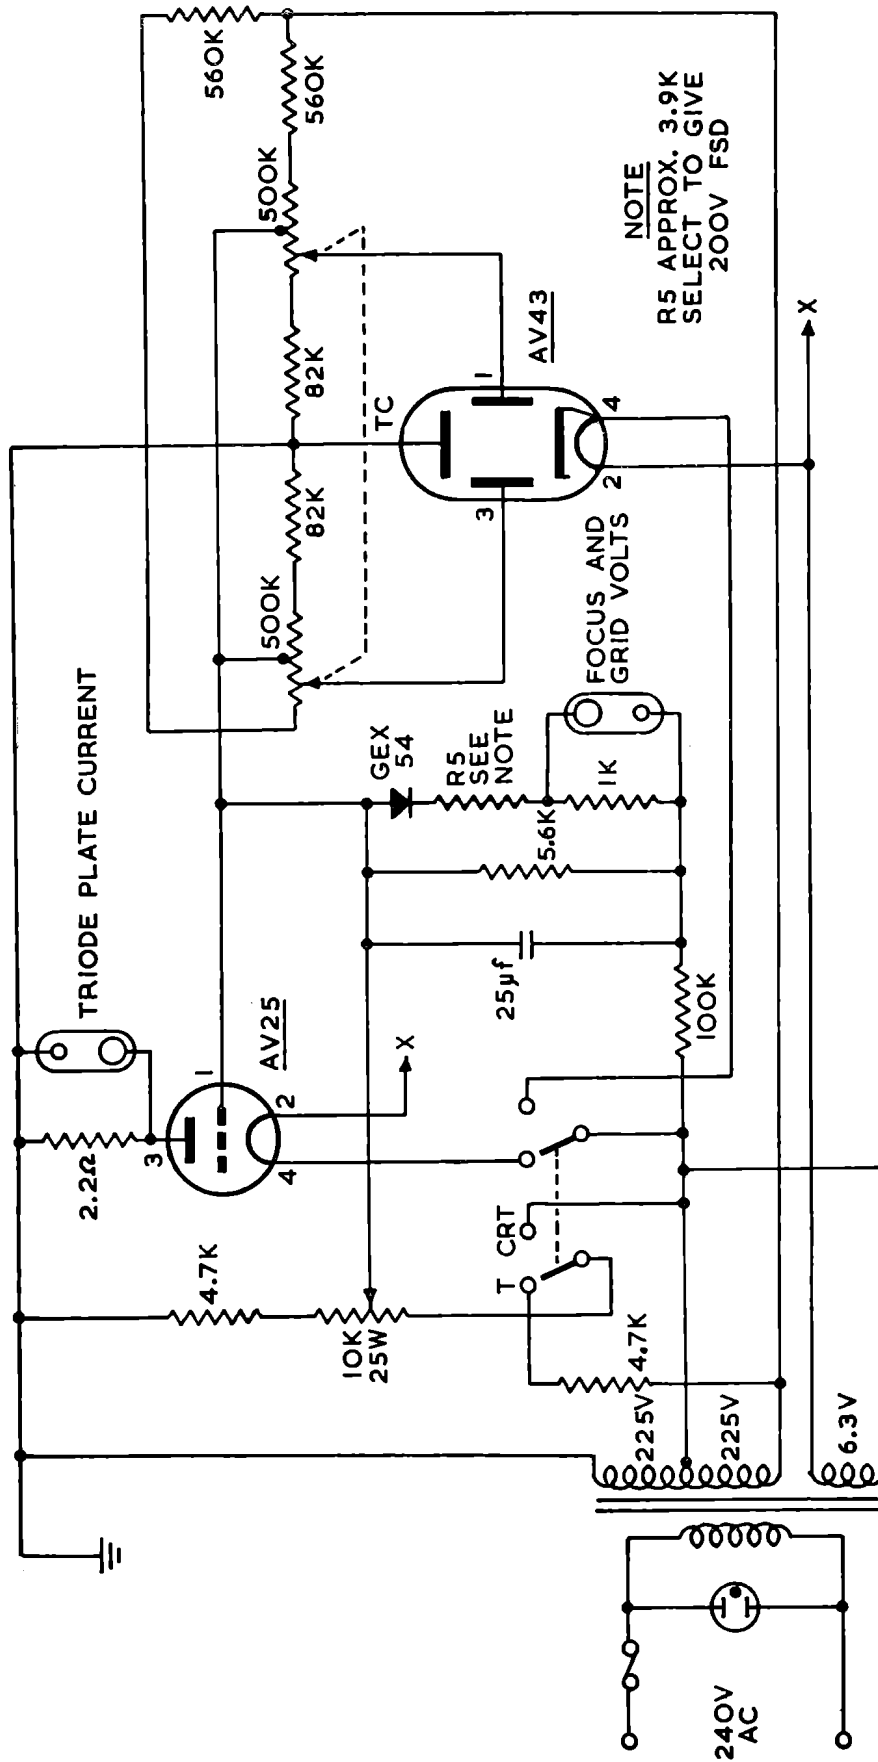 240V
AC
225V
225V
6.3V
4.7K
10K
25W
T
CRT
4.7K
2.2Ω
3
1
4
2
AV25
X
TRIODE PLATE CURRENT
25µf
100K
5.6K
GEX
54
R5
SEE
NOTE
1K
FOCUS AND
GRID VOLTS
500K
82K
82K
500K
560K
560K
TC
3
1
2
4
AV43
X
NOTE
R5 APPROX. 3.9K
SELECT TO GIVE
200V FSD